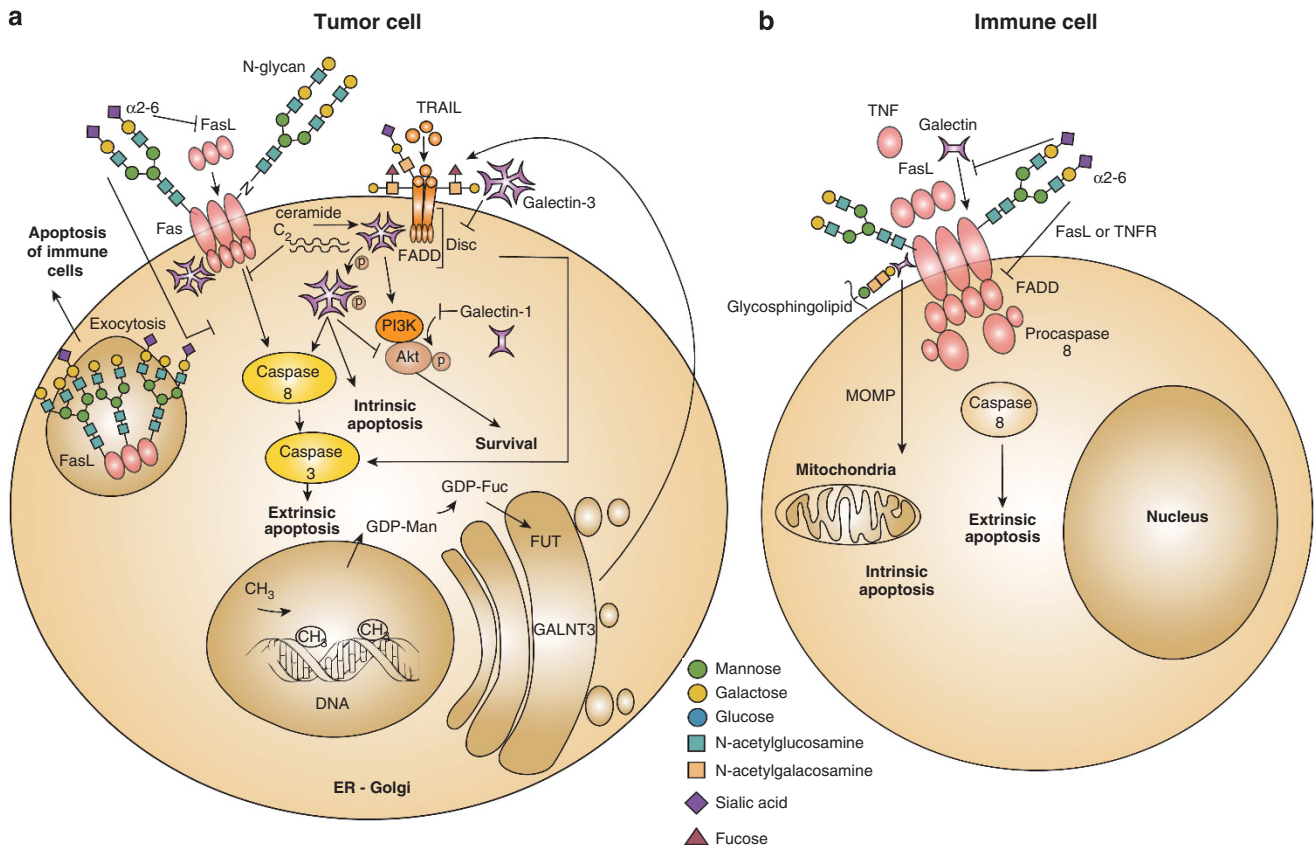 a
Tumor cell
N-glycan
α2-6
FasL
TRAIL
N
Fas
ceramide
C2
Galectin-3
Disc
FADD
p
p
Apoptosis
of immune
cells
Exocytosis
FasL
PI3K
Akt
p
Galectin-1
Caspase
8
Intrinsic
apoptosis
Survival
Caspase
3
Extrinsic
apoptosis
GDP-Fuc
GDP-Man
FUT
GALNT3
CH3
CH3
CH3
DNA
ER - Golgi
b
Immune cell
TNF
Galectin
FasL
α2-6
FasL or TNFR
FADD
Glycosphingolipid
Procaspase
8
MOMP
Caspase
8
Mitochondria
Extrinsic
apoptosis
Intrinsic
apoptosis
Nucleus
Mannose
Galactose
Glucose
N-acetylglucosamine
N-acetylgalacosamine
Sialic acid
Fucose